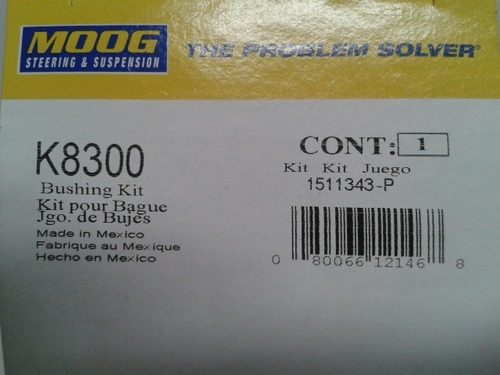 MOOG
STEERING & SUSPENSION
THE PROBLEM SOLVER®
K8300
Bushing Kit
Kit pour Bague
Jgo. de Bujes
Made in Mexico
Fabrique au Mexique
Hecho en Mexico
CONT: 1
Kit Kit Juego
1511343-P
0 80066 12146 8